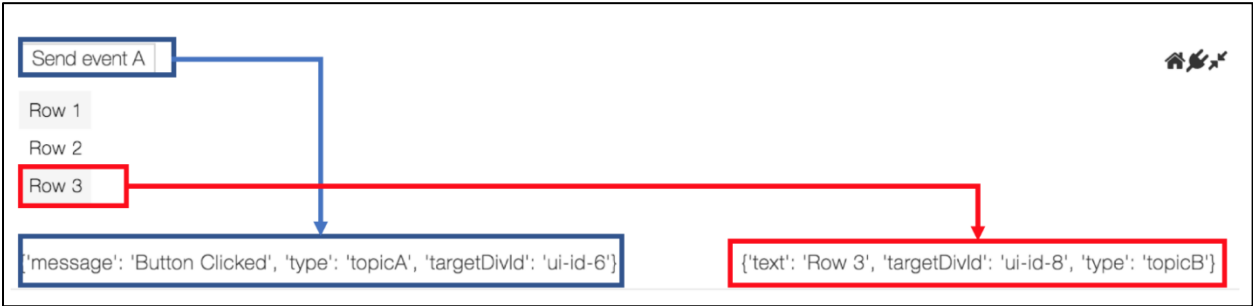 Send event A
Row 1
Row 2
Row 3
{'message': 'Button Clicked', 'type': 'topicA', 'targetDivId': 'ui-id-6'}
{'text': 'Row 3', 'targetDivId': 'ui-id-8', 'type': 'topicB'}